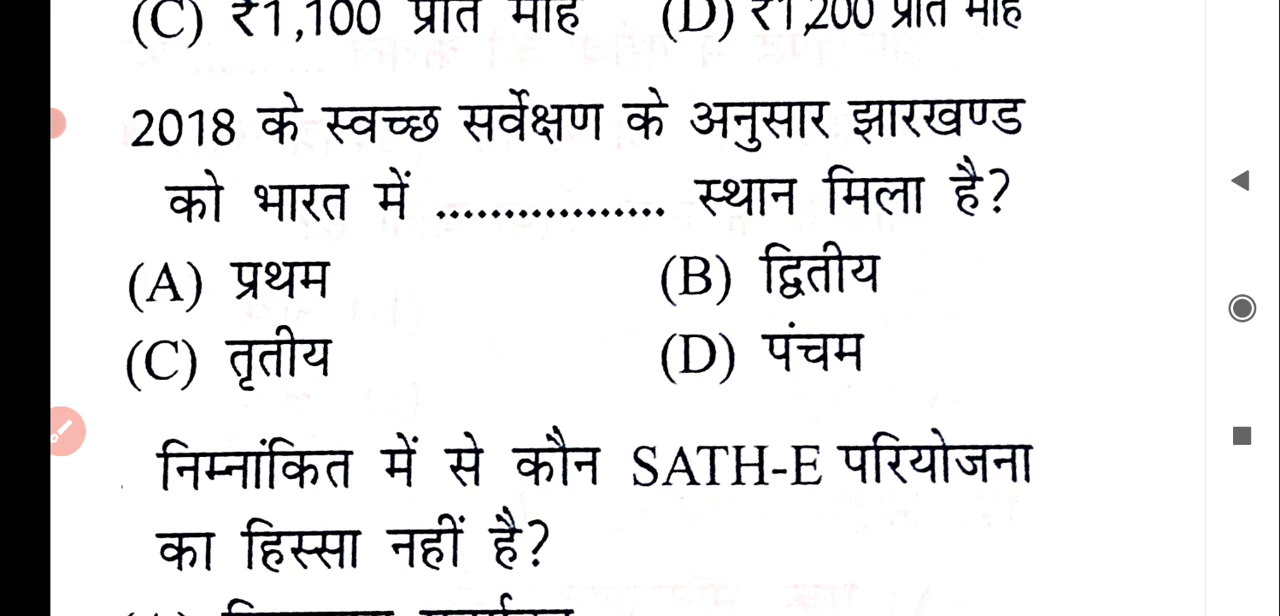 (C) ₹1,100 प्रति माह (D) ₹1,200 प्रति माह
2018 के स्वच्छ सर्वेक्षण के अनुसार झारखण्ड
को भारत में .................. स्थान मिला है?
(A) प्रथम (B) द्वितीय
(C) तृतीय (D) पंचम
निम्नांकित में से कौन SATH-E परियोजना
का हिस्सा नहीं है?